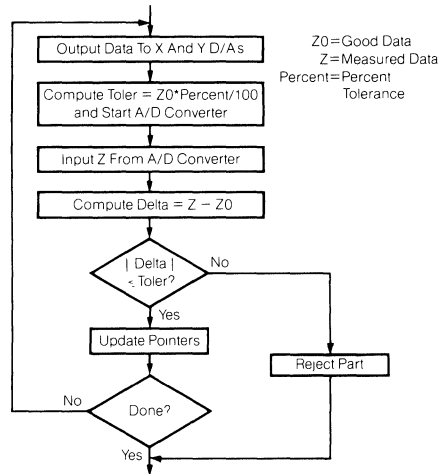 Output Data To X And Y D/As
Z0=Good Data
Z=Measured Data
Percent=Percent
Tolerance
Compute Toler = Z0*Percent/100
and Start A/D Converter
Input Z From A/D Converter
Compute Delta = Z − Z0
| Delta |
< Toler?
No
Yes
Update Pointers
Reject Part
No
Done?
Yes